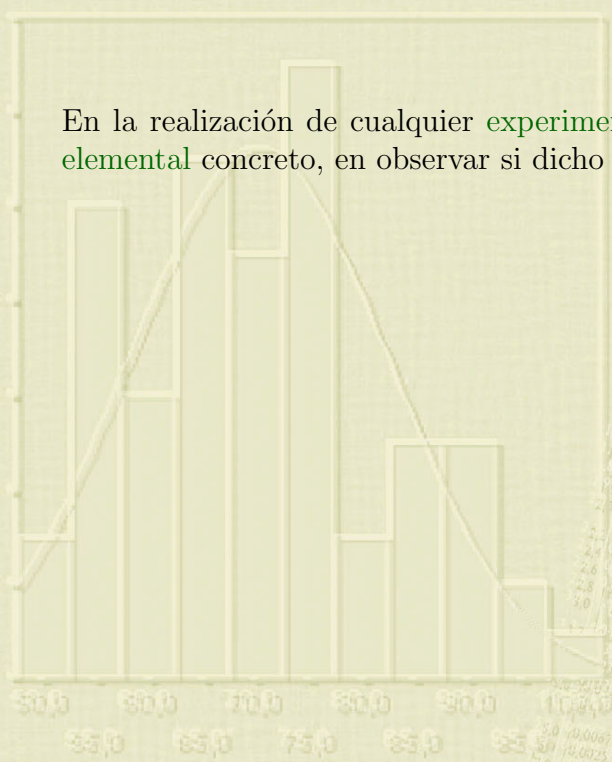 En la realización de cualquier
elemental concreto, en observar si dicho
50,0 60,0 70,0 80,0 90,0
55,0 65,0 75,0 85,0